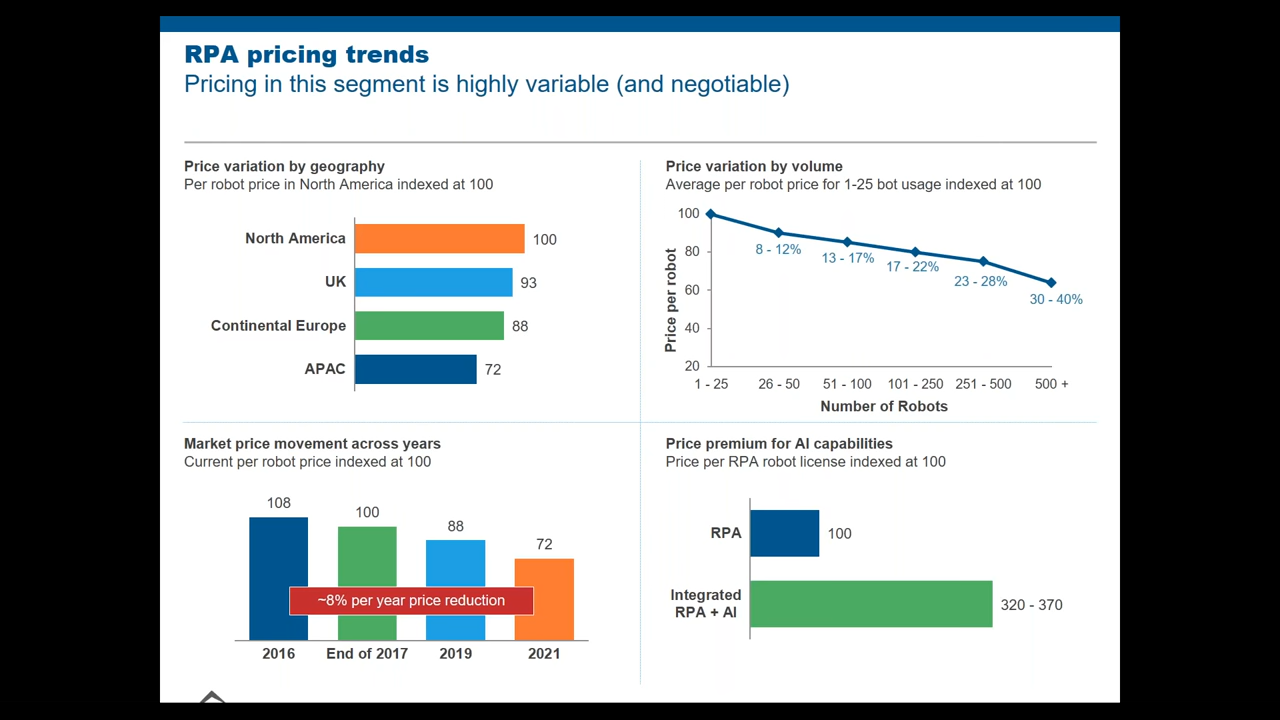 RPA pricing trends
Pricing in this segment is highly variable (and negotiable)
Price variation by geography
Per robot price in North America indexed at 100
North America
100
UK
93
Continental Europe
88
APAC
72
Price variation by volume
Average per robot price for 1-25 bot usage indexed at 100
Price per robot
100
80
60
40
20
8 - 12%
13 - 17%
17 - 22%
23 - 28%
30 - 40%
1 - 25
26 - 50
51 - 100
101 - 250
251 - 500
500 +
Number of Robots
Market price movement across years
Current per robot price indexed at 100
108
100
88
72
~8% per year price reduction
2016
End of 2017
2019
2021
Price premium for AI capabilities
Price per RPA robot license indexed at 100
RPA
100
Integrated
RPA + AI
320 - 370